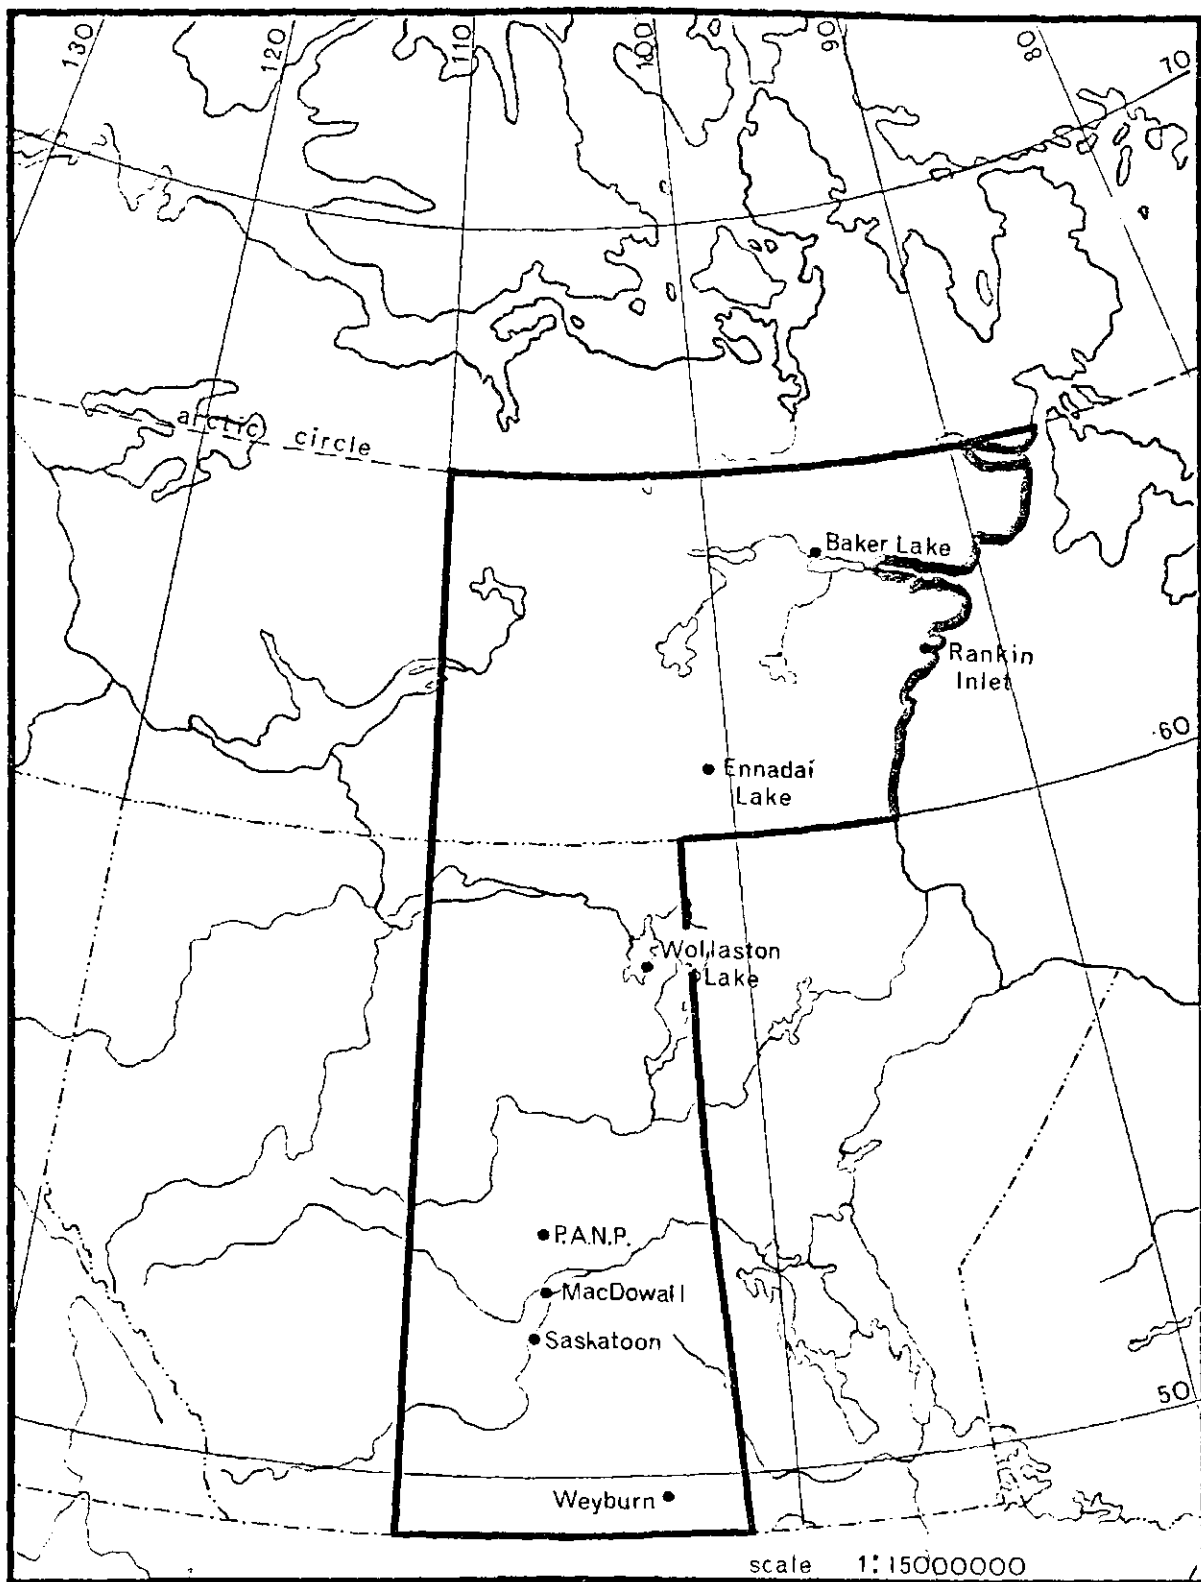 130
120
110
100
90
80
70
arctic circle
Baker Lake
Rankin
Inlet
60
Ennadai
Lake
Wollaston
Lake
P.A.N.P.
MacDowall
Saskatoon
50
Weyburn
scale 1:15000000